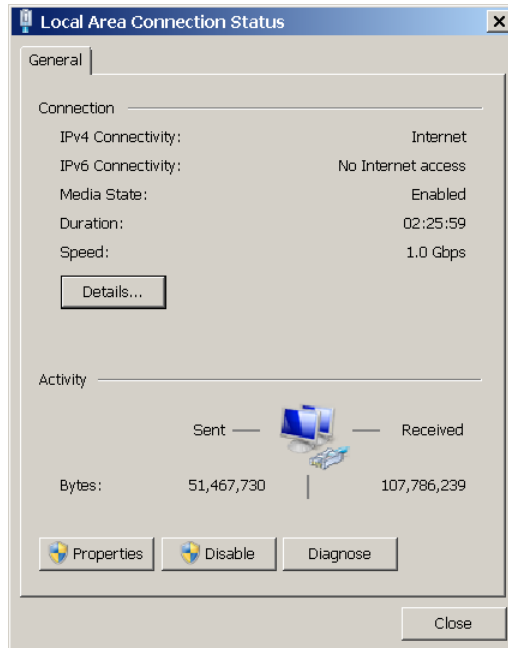 Local Area Connection Status
General
Connection
IPv4 Connectivity: Internet
IPv6 Connectivity: No Internet access
Media State: Enabled
Duration: 02:25:59
Speed: 1.0 Gbps
Details...
Activity
Sent Received
Bytes: 51,467,730 107,786,239
Properties Disable Diagnose
Close